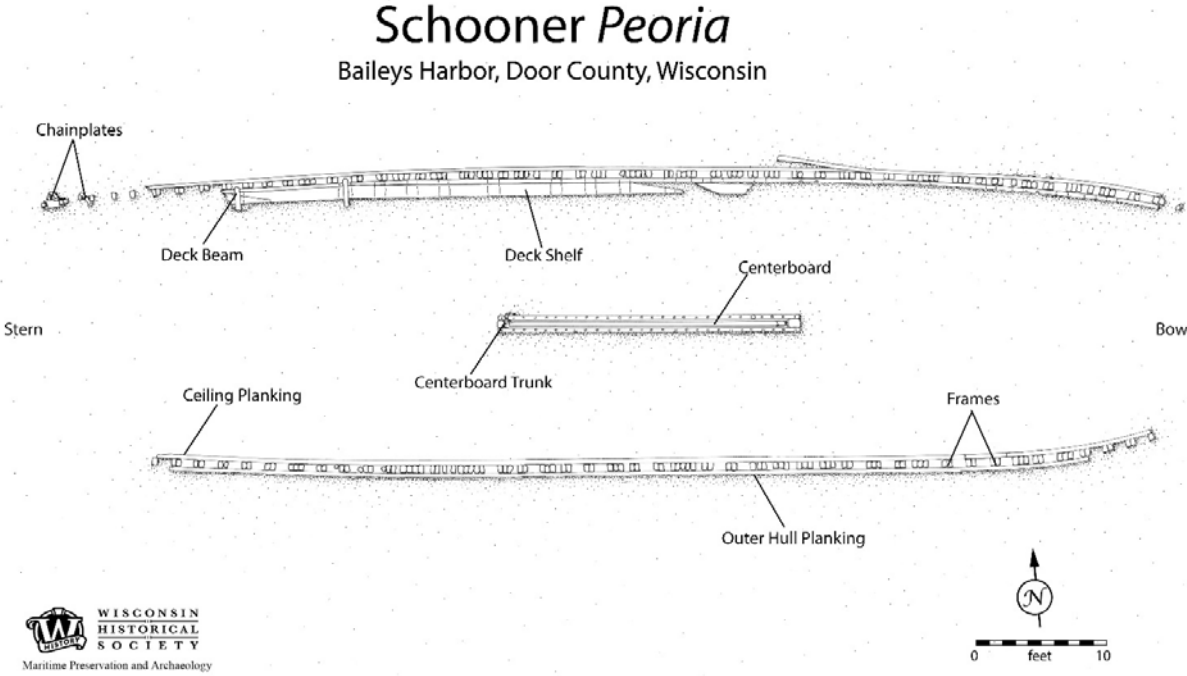 Schooner Peoria
Baileys Harbor, Door County, Wisconsin
Chainplates
Deck Beam
Deck Shelf
Centerboard
Stern
Bow
Centerboard Trunk
Ceiling Planking
Frames
Outer Hull Planking
N
W
HISTORY
WISCONSIN
HISTORICAL
SOCIETY
Maritime Preservation and Archaeology
0 feet 10